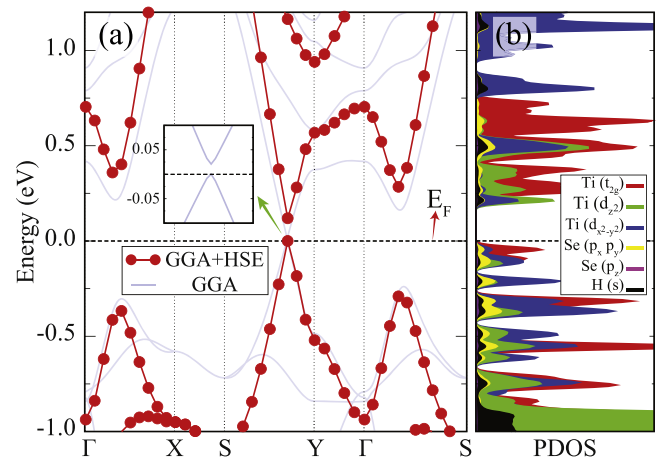 (a)
(b)
Energy (eV)
1.0
0.5
0.0
-0.5
-1.0
0.05
-0.05
E_F
GGA+HSE
GGA
Γ X S Y Γ S
Ti (t_2g)
Ti (d_z²)
Ti (d_x²-y²)
Se (p_x p_y)
Se (p_z)
H (s)
PDOS